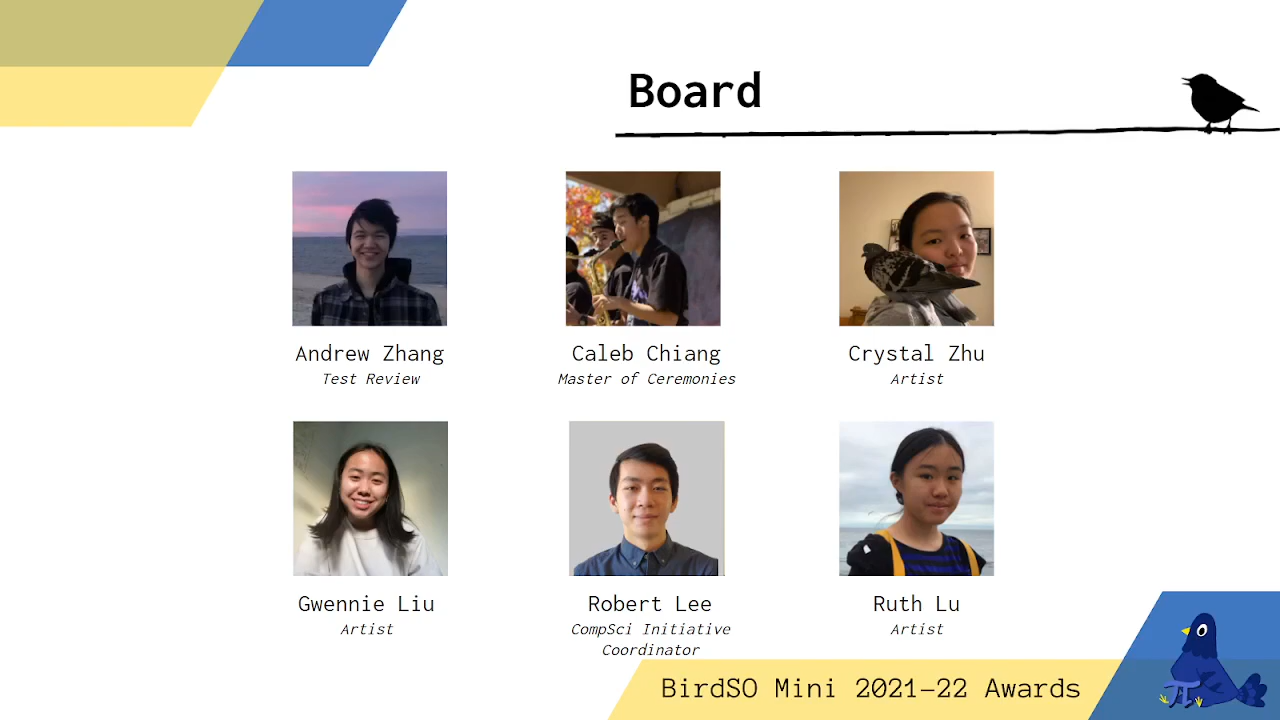 Board
Andrew Zhang
Test Review
Caleb Chiang
Master of Ceremonies
Crystal Zhu
Artist
Gwennie Liu
Artist
Robert Lee
CompSci Initiative
Coordinator
Ruth Lu
Artist
BirdSO Mini 2021-22 Awards